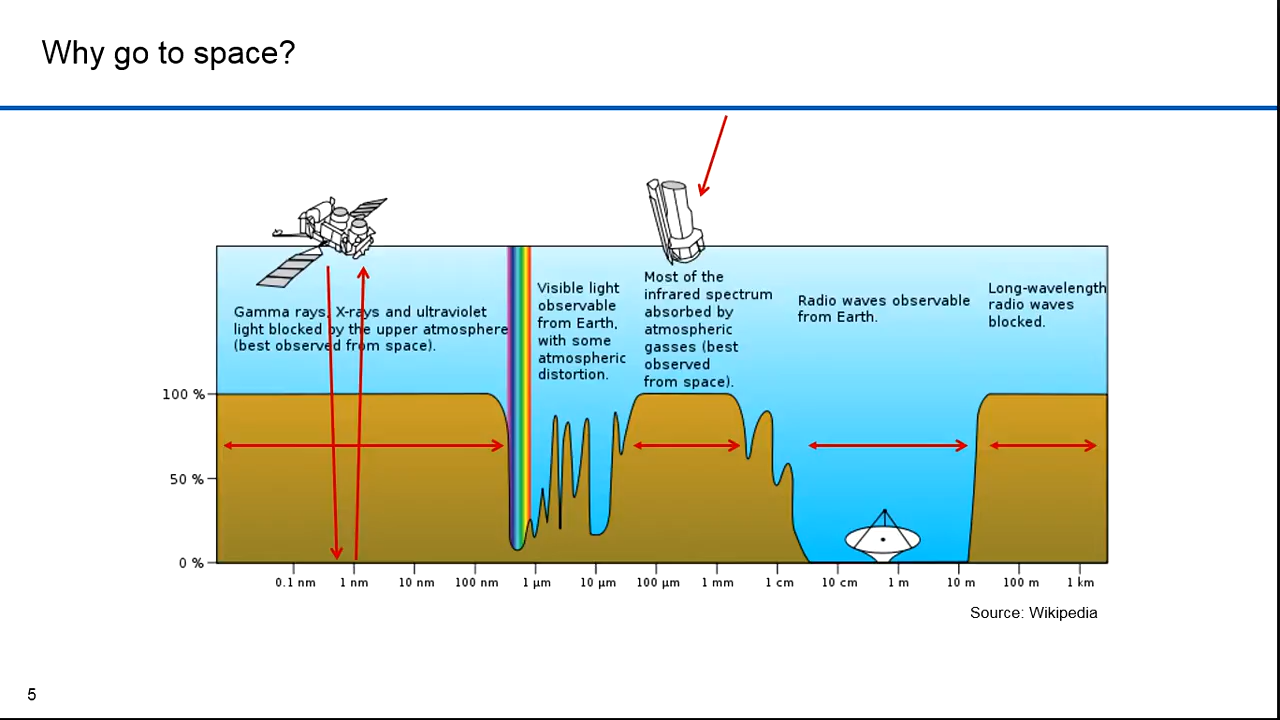 Why go to space?
Gamma rays, X-rays and ultraviolet
light blocked by the upper atmosphere
(best observed from space).
Visible light
observable
from Earth,
with some
atmospheric
distortion.
Most of the
infrared spectrum
absorbed by
atmospheric
gasses (best
observed
from space).
Radio waves observable
from Earth.
Long-wavelength
radio waves
blocked.
100 %
50 %
0 %
0.1 nm 1 nm 10 nm 100 nm 1 µm 10 µm 100 µm 1 mm 1 cm 10 cm 1 m 10 m 100 m 1 km
Source: Wikipedia
5